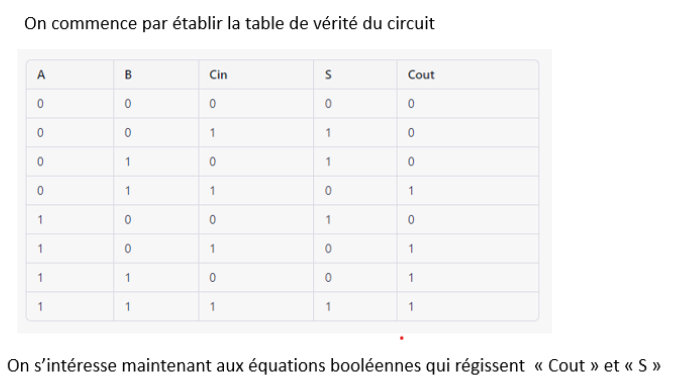 On commence par établir la table de vérité du circuit
A B Cin S Cout
0 0 0 0 0
0 0 1 1 0
0 1 0 1 0
0 1 1 0 1
1 0 0 1 0
1 0 1 0 1
1 1 0 0 1
1 1 1 1 1
On s’intéresse maintenant aux équations booléennes qui régissent « Cout » et « S »